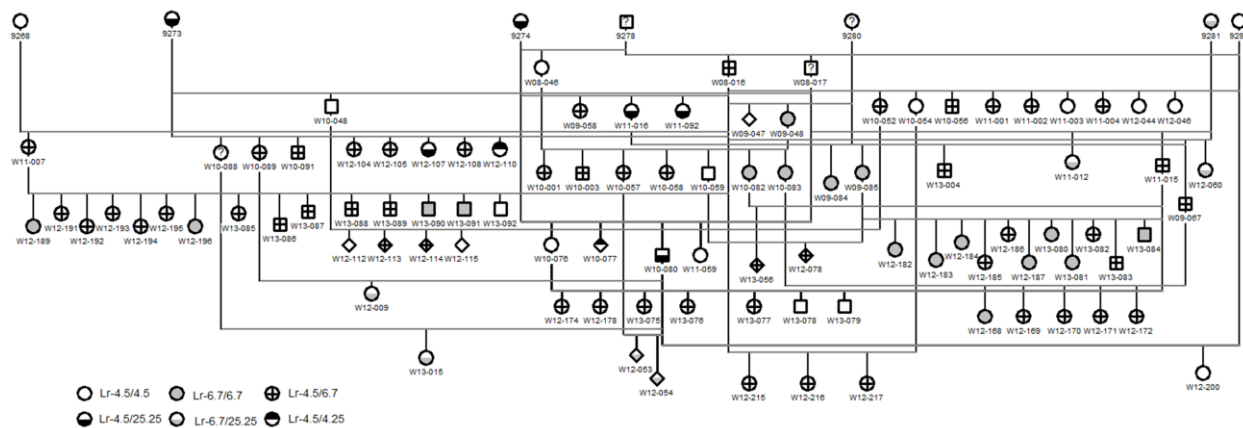 9268 9273 9274 9278 9280 9281
? ?
W08-046 W08-016 W08-017
?
W10-048 W09-058 W11-016 W11-092 W09-047 W09-048 W10-052 W10-054 W10-056 W11-001 W11-002 W11-003 W11-004 W12-044 W12-046
W11-007 W10-088 W10-089 W10-091 W12-104 W12-105 W12-107 W12-108 W12-110 W13-004 W11-012 W11-015 W12-060
?
W10-001 W10-003 W10-057 W10-058 W10-059 W10-082 W10-083 W09-084 W09-085 W09-067
W12-189 W12-191 W12-192 W12-193 W12-194 W12-195 W12-196 W13-085 W13-086 W13-087 W13-088 W13-089 W13-090 W13-091 W13-092
W12-112 W12-113 W12-114 W12-115 W10-076 W10-077 W10-080 W11-059 W13-056 W12-078 W12-182 W12-183 W12-184 W12-185 W12-186 W12-187 W13-080 W13-081 W13-082 W13-083 W13-084
W12-009 W12-174 W12-178 W13-075 W13-076 W13-077 W13-078 W13-079 W12-168 W12-169 W12-170 W12-171 W12-172
W13-015 W12-053 W12-054 W12-215 W12-216 W12-217 W12-200
Lr-4.5/4.5 Lr-6.7/6.7 Lr-4.5/6.7
Lr-4.5/25.25 Lr-6.7/25.25 Lr-4.5/4.25